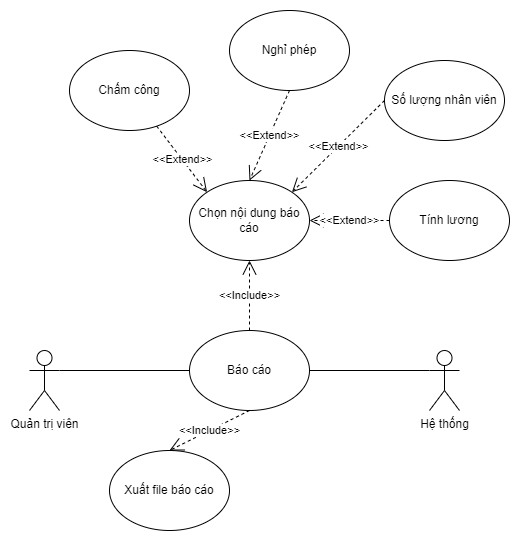 Nghỉ phép
Chấm công
Số lượng nhân viên
<<Extend>>
<<Extend>>
<<Extend>>
Chọn nội dung báo
cáo
<<Extend>>
Tính lương
<<Include>>
Báo cáo
Quản trị viên
Hệ thống
<<Include>>
Xuất file báo cáo